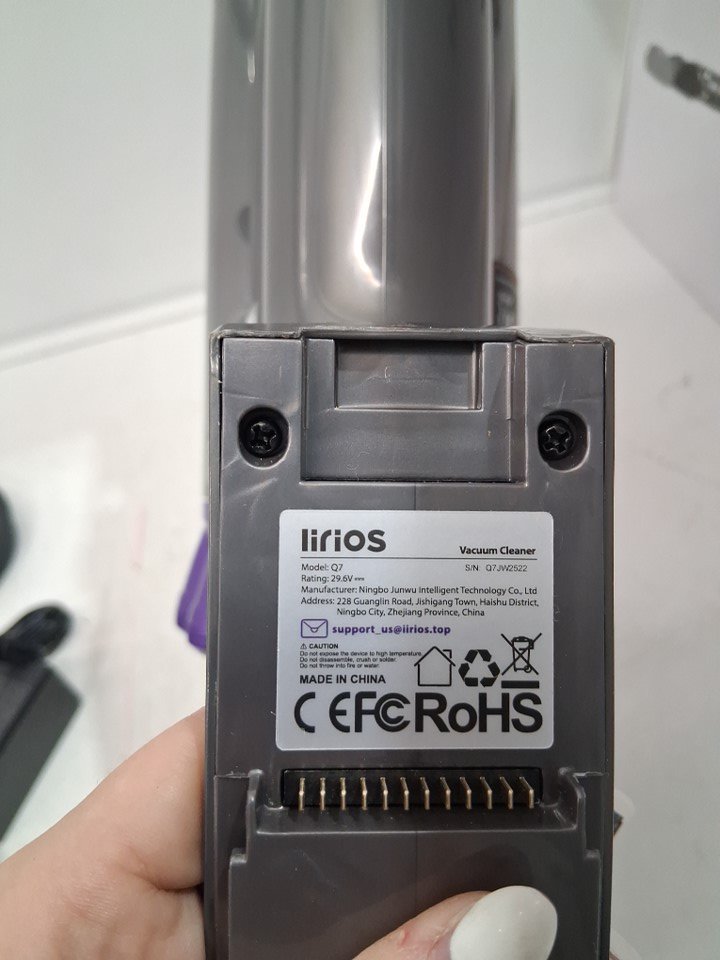 iirios
Vacuum Cleaner
Model: Q7 S/N: Q7JW2522
Rating: 29.6V⎓
Manufacturer: Ningbo Junwu Intelligent Technology Co., Ltd
Address: 228 Guanglin Road, Jishigang Town, Haishu District,
Ningbo City, Zhejiang Province, China
support_us@iirios.top
⚠ CAUTION
Do not expose the device to high temperature.
Do not disassemble, crush or solder.
Do not throw into fire or water.
MADE IN CHINA
CE FC RoHS